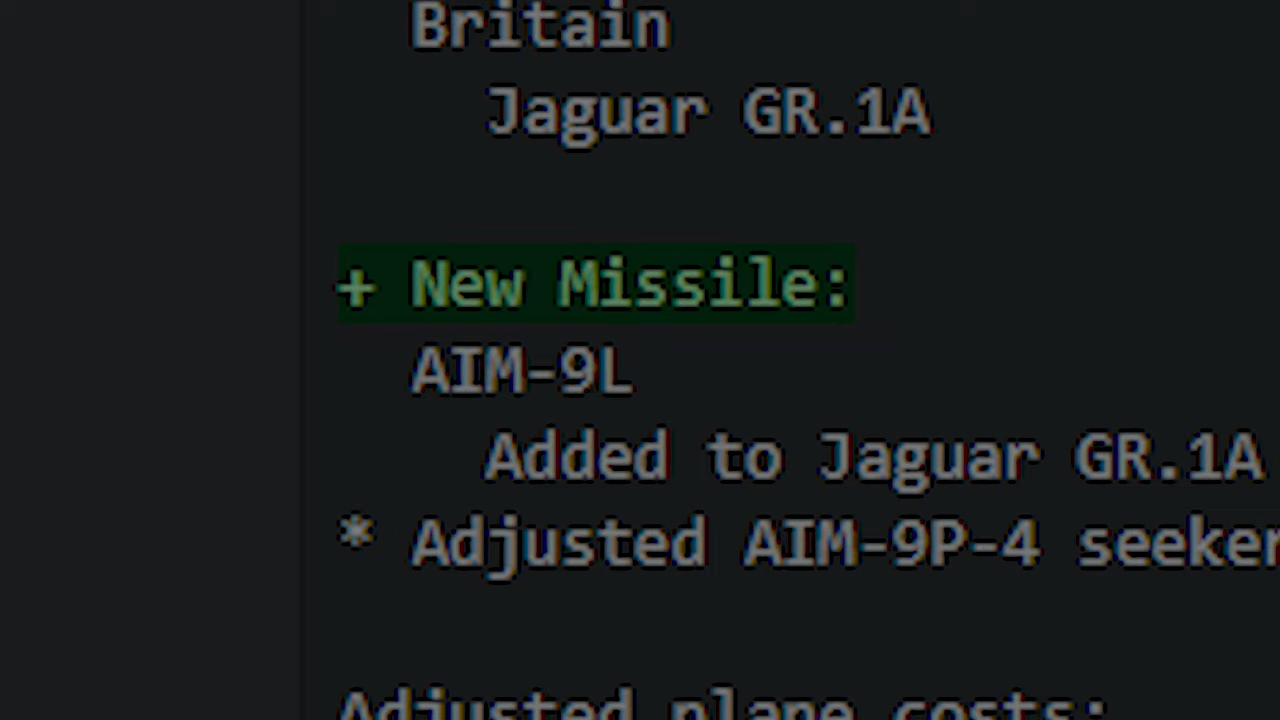 Britain
Jaguar GR.1A
+ New Missile:
AIM-9L
Added to Jaguar GR.1A
* Adjusted AIM-9P-4 seeker
Adjusted plane costs: